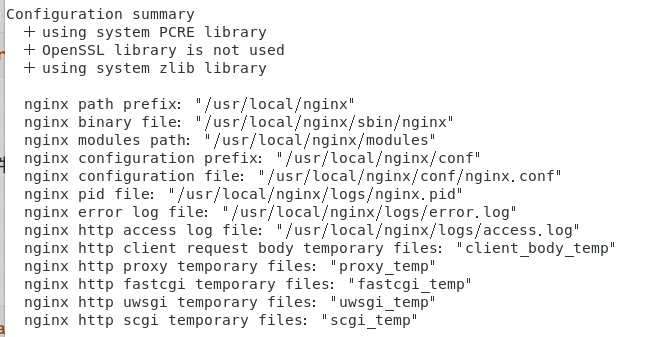 Configuration summary
+ using system PCRE library
+ OpenSSL library is not used
+ using system zlib library
nginx path prefix: "/usr/local/nginx"
nginx binary file: "/usr/local/nginx/sbin/nginx"
nginx modules path: "/usr/local/nginx/modules"
nginx configuration prefix: "/usr/local/nginx/conf"
nginx configuration file: "/usr/local/nginx/conf/nginx.conf"
nginx pid file: "/usr/local/nginx/logs/nginx.pid"
nginx error log file: "/usr/local/nginx/logs/error.log"
nginx http access log file: "/usr/local/nginx/logs/access.log"
nginx http client request body temporary files: "client_body_temp"
nginx http proxy temporary files: "proxy_temp"
nginx http fastcgi temporary files: "fastcgi_temp"
nginx http uwsgi temporary files: "uwsgi_temp"
nginx http scgi temporary files: "scgi_temp"